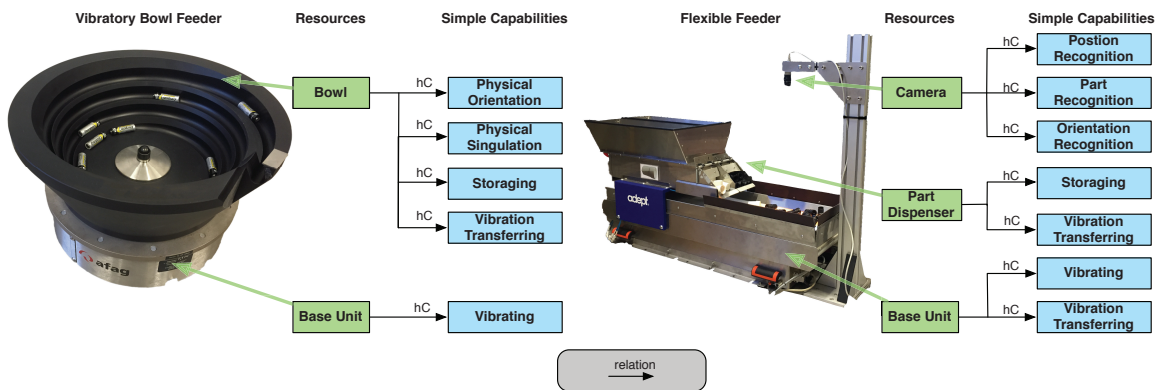 Vibratory Bowl Feeder
Resources
Simple Capabilities
Bowl
hC
Physical
Orientation
hC
Physical
Singulation
hC
Storaging
hC
Vibration
Transferring
afag
Base Unit
hC
Vibrating
Flexible Feeder
Resources
Simple Capabilities
Camera
hC
Postion
Recognition
hC
Part
Recognition
hC
Orientation
Recognition
adept
Part
Dispenser
hC
Storaging
hC
Vibration
Transferring
Base Unit
hC
Vibrating
hC
Vibration
Transferring
relation